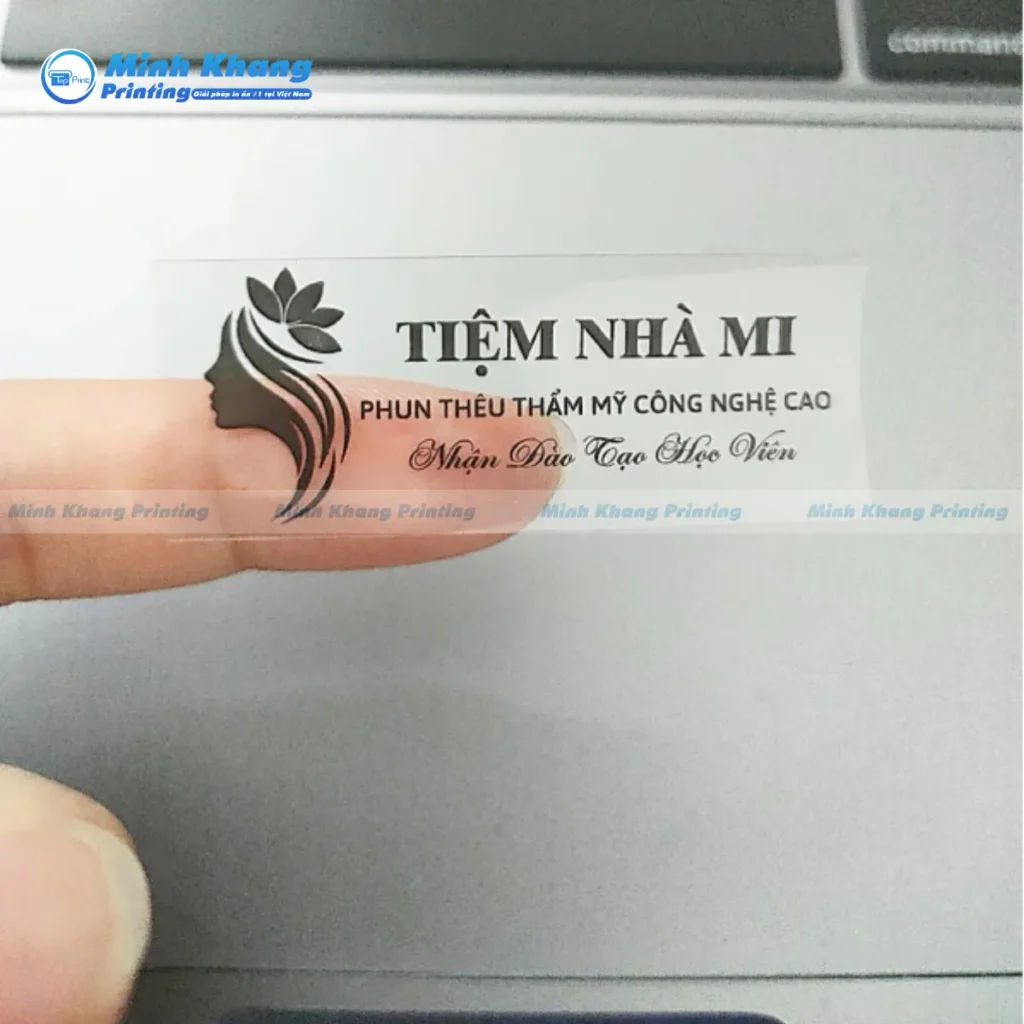 Minh Khang
Top Print
Printing Giải pháp in ấn #1 tại Việt Nam
command
TIỆM NHÀ MI
PHUN THÊU THẨM MỸ CÔNG NGHỆ CAO
Nhận Đào Tạo Học Viên
Minh Khang Printing Minh Khang Printing Minh Khang Printing Minh Khang Printing